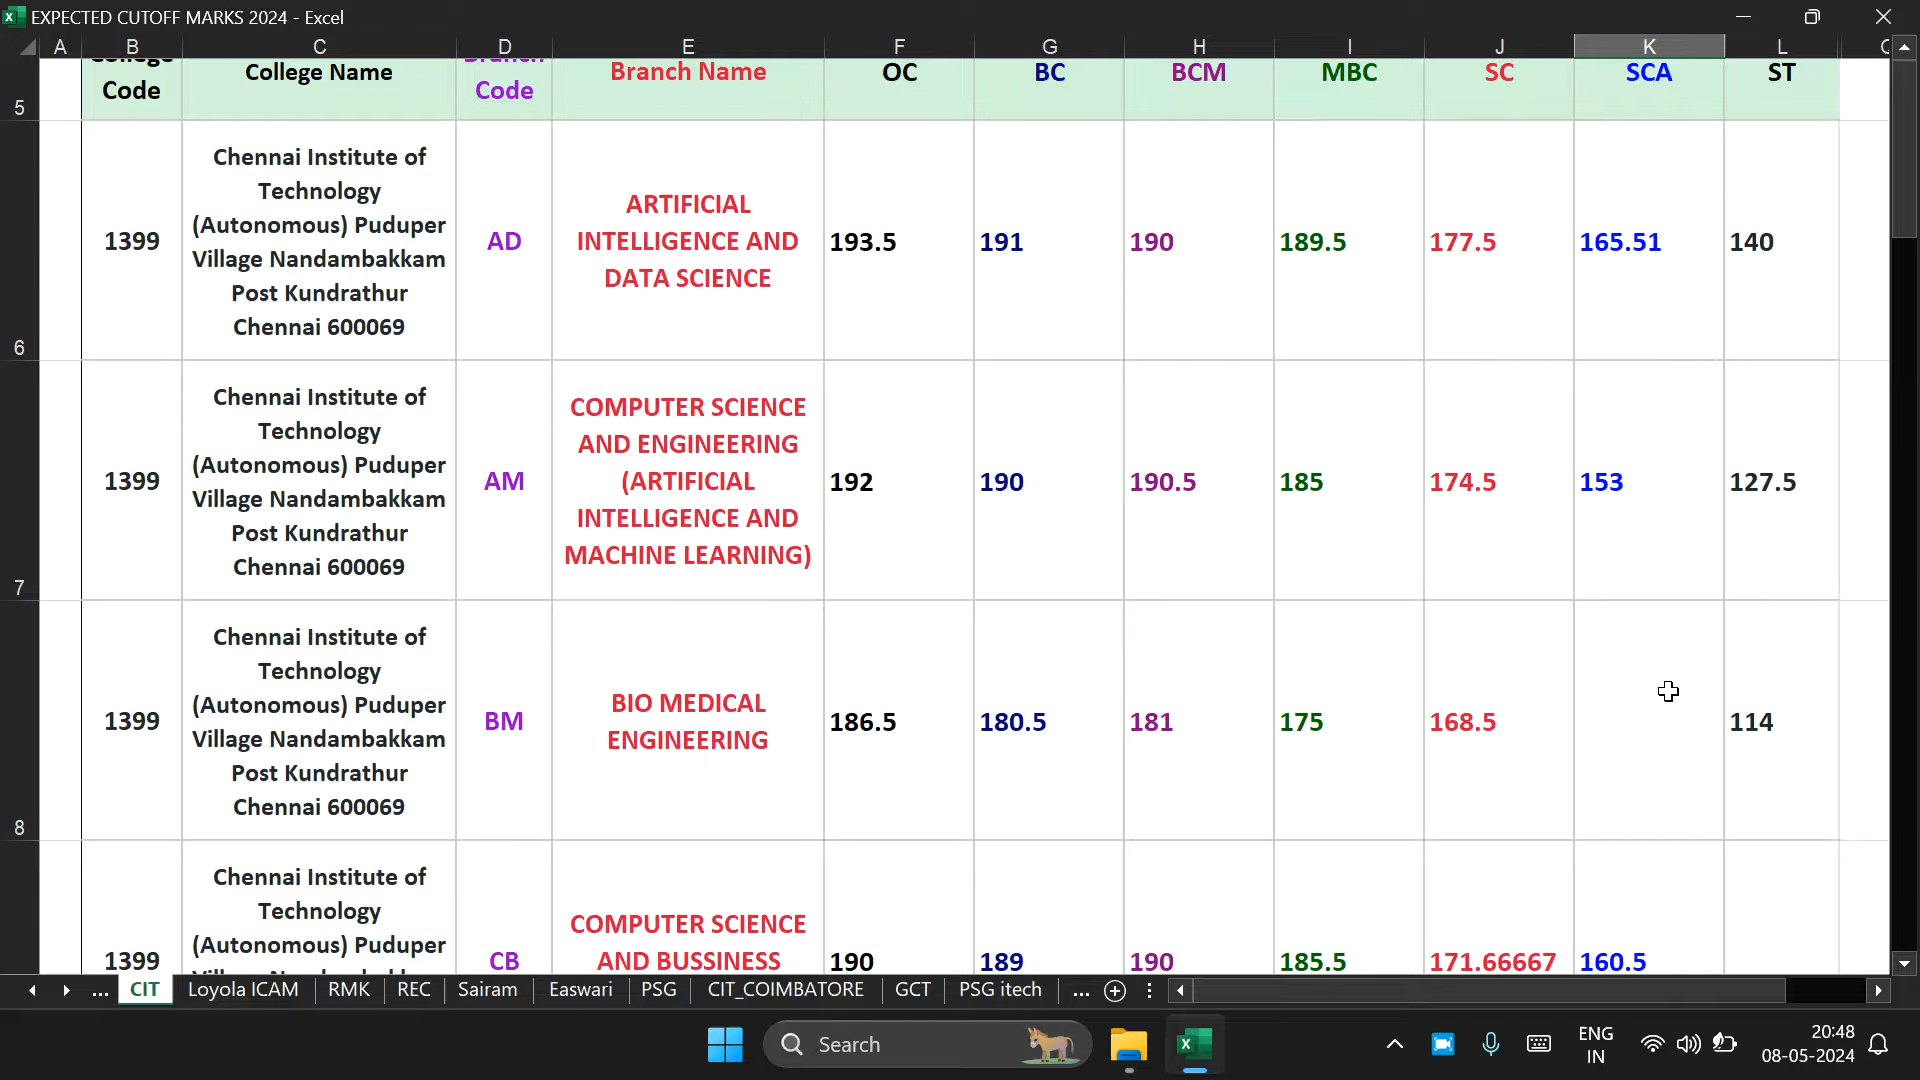 EXPECTED CUTOFF MARKS 2024 - Excel
A B C D E F G H I J K L
5 College Code College Name Branch Code Branch Name OC BC BCM MBC SC SCA ST
Chennai Institute of
Technology
(Autonomous) Puduper
Village Nandambakkam
Post Kundrathur
Chennai 600069
ARTIFICIAL
INTELLIGENCE AND
DATA SCIENCE
6 1399 AD 193.5 191 190 189.5 177.5 165.51 140
Chennai Institute of
Technology
(Autonomous) Puduper
Village Nandambakkam
Post Kundrathur
Chennai 600069
COMPUTER SCIENCE
AND ENGINEERING
(ARTIFICIAL
INTELLIGENCE AND
MACHINE LEARNING)
7 1399 AM 192 190 190.5 185 174.5 153 127.5
Chennai Institute of
Technology
(Autonomous) Puduper
Village Nandambakkam
Post Kundrathur
Chennai 600069
BIO MEDICAL
ENGINEERING
8 1399 BM 186.5 180.5 181 175 168.5 114
Chennai Institute of
Technology
(Autonomous) Puduper
COMPUTER SCIENCE
AND BUSSINESS
1399 CB 190 189 190 185.5 171.66667 160.5
... CIT Loyola ICAM RMK REC Sairam Easwari PSG CIT_COIMBATORE GCT PSG itech ...
Search
ENG
IN
20:48
08-05-2024